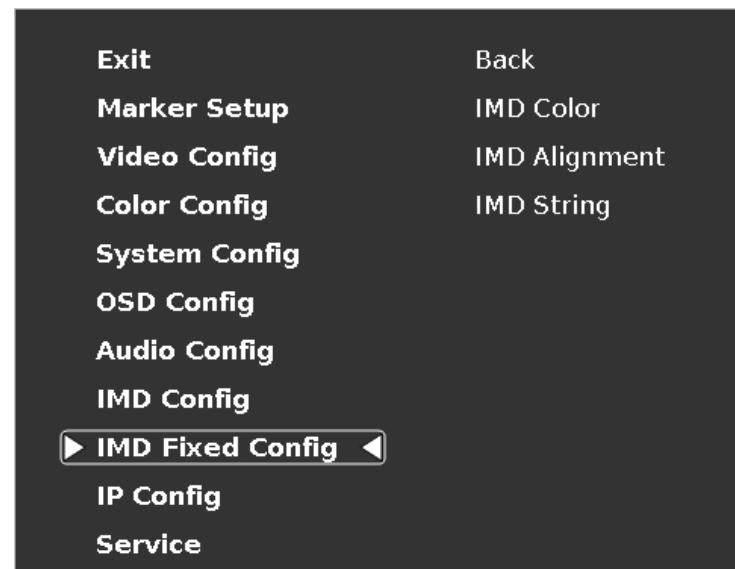 Exit
Marker Setup
Video Config
Color Config
System Config
OSD Config
Audio Config
IMD Config
IMD Fixed Config
IP Config
Service
Back
IMD Color
IMD Alignment
IMD String